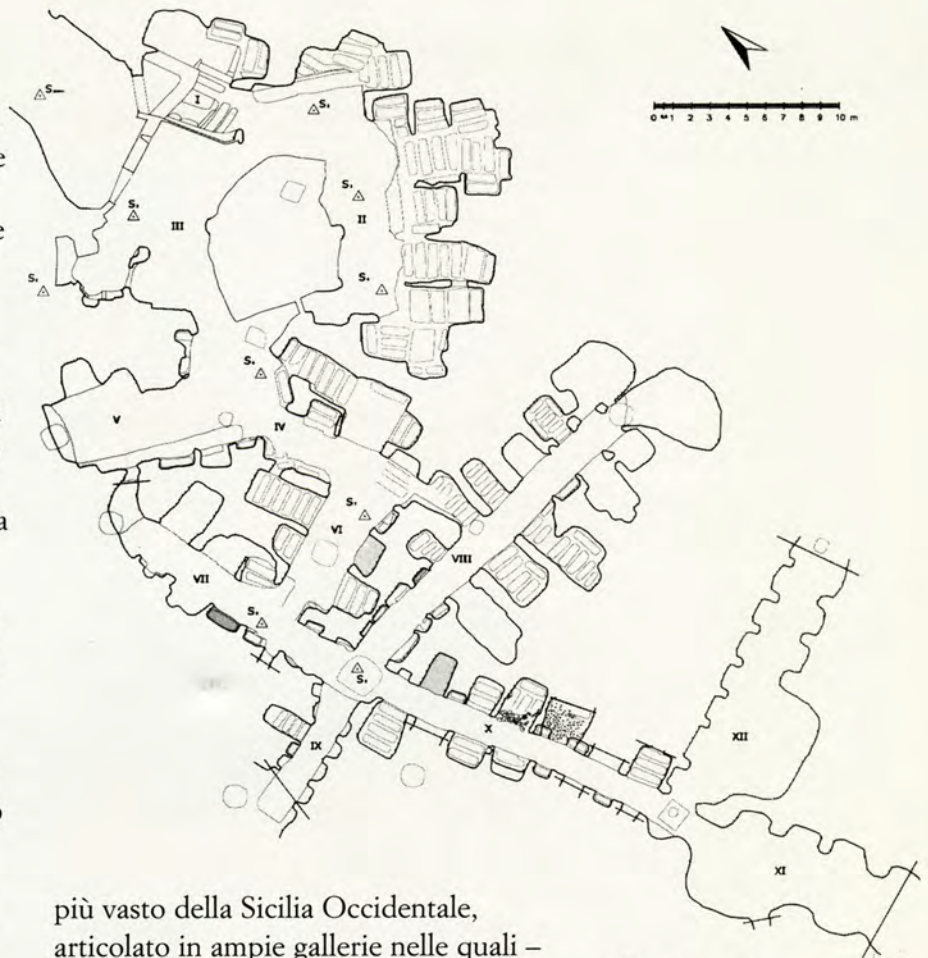 0 M 1 2 3 4 5 6 7 8 9 10 m
S.
I
S.
e
S.
II
S.
III
e
S.
S.
S.
V
IV
S.
a
VI
VIII
VII
S.
S.
X
IX
XII
o
XI
più vasto della Sicilia Occidentale,
articolato in ampie gallerie nelle quali –